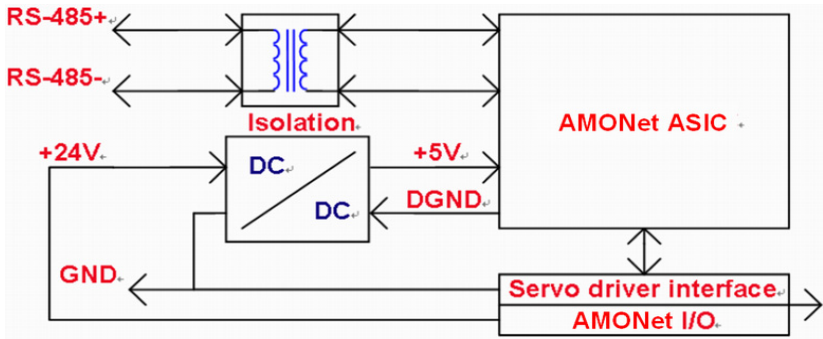 RS-485+
RS-485-
Isolation
AMONet ASIC
+24V
DC
DC
+5V
DGND
GND
Servo driver interface
AMONet I/O